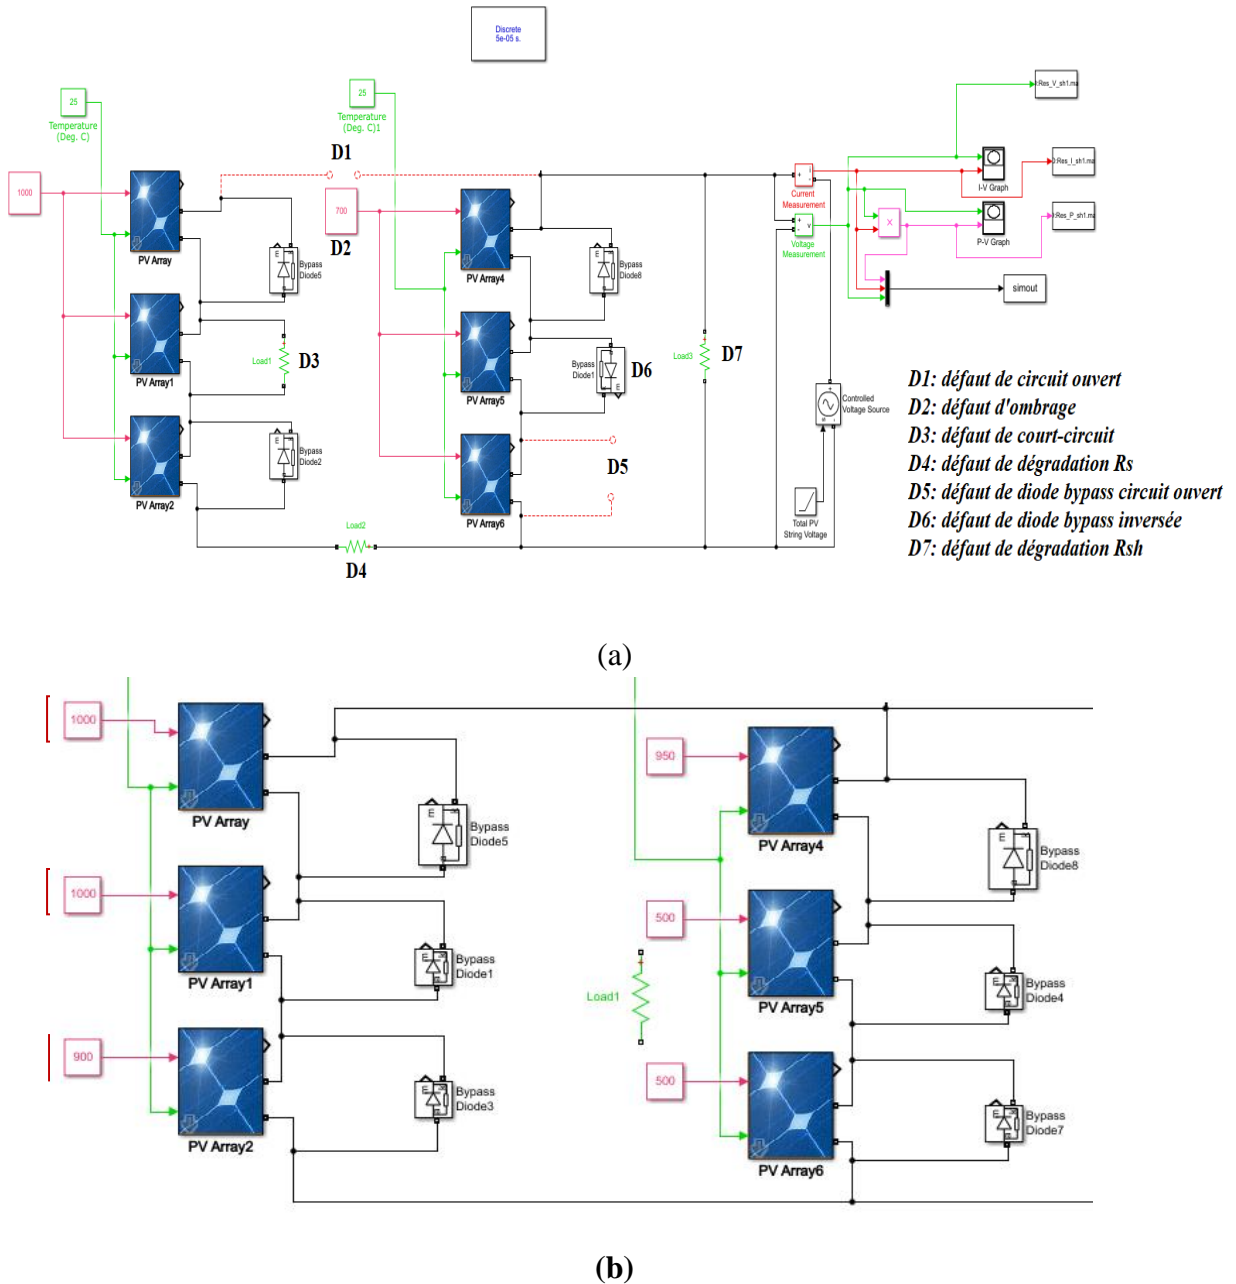 Discrete
5e-05 s.
25
Temperature
(Deg. C)
25
Temperature
(Deg. C)1
1000
D1
700
D2
PV Array
PV Array1
PV Array2
Bypass
Diode5
Load1
D3
Bypass
Diode2
Load2
D4
PV Array4
PV Array5
PV Array6
Bypass
Diode8
Bypass
Diode1
D6
D5
Load3
D7
Current
Measurement
Voltage
Measurement
I-V Graph
P-V Graph
:Res_V_sh1.ma
:Res_I_sh1.ma
:Res_P_sh1.ma
simout
Controlled
Voltage Source
Total PV
String Voltage
D1: défaut de circuit ouvert
D2: défaut d'ombrage
D3: défaut de court-circuit
D4: défaut de dégradation Rs
D5: défaut de diode bypass circuit ouvert
D6: défaut de diode bypass inversée
D7: défaut de dégradation Rsh
(a)
1000
PV Array
Bypass
Diode5
1000
PV Array1
Bypass
Diode1
900
PV Array2
Bypass
Diode3
950
PV Array4
Bypass
Diode8
500
Load1
PV Array5
Bypass
Diode4
500
PV Array6
Bypass
Diode7
(b)